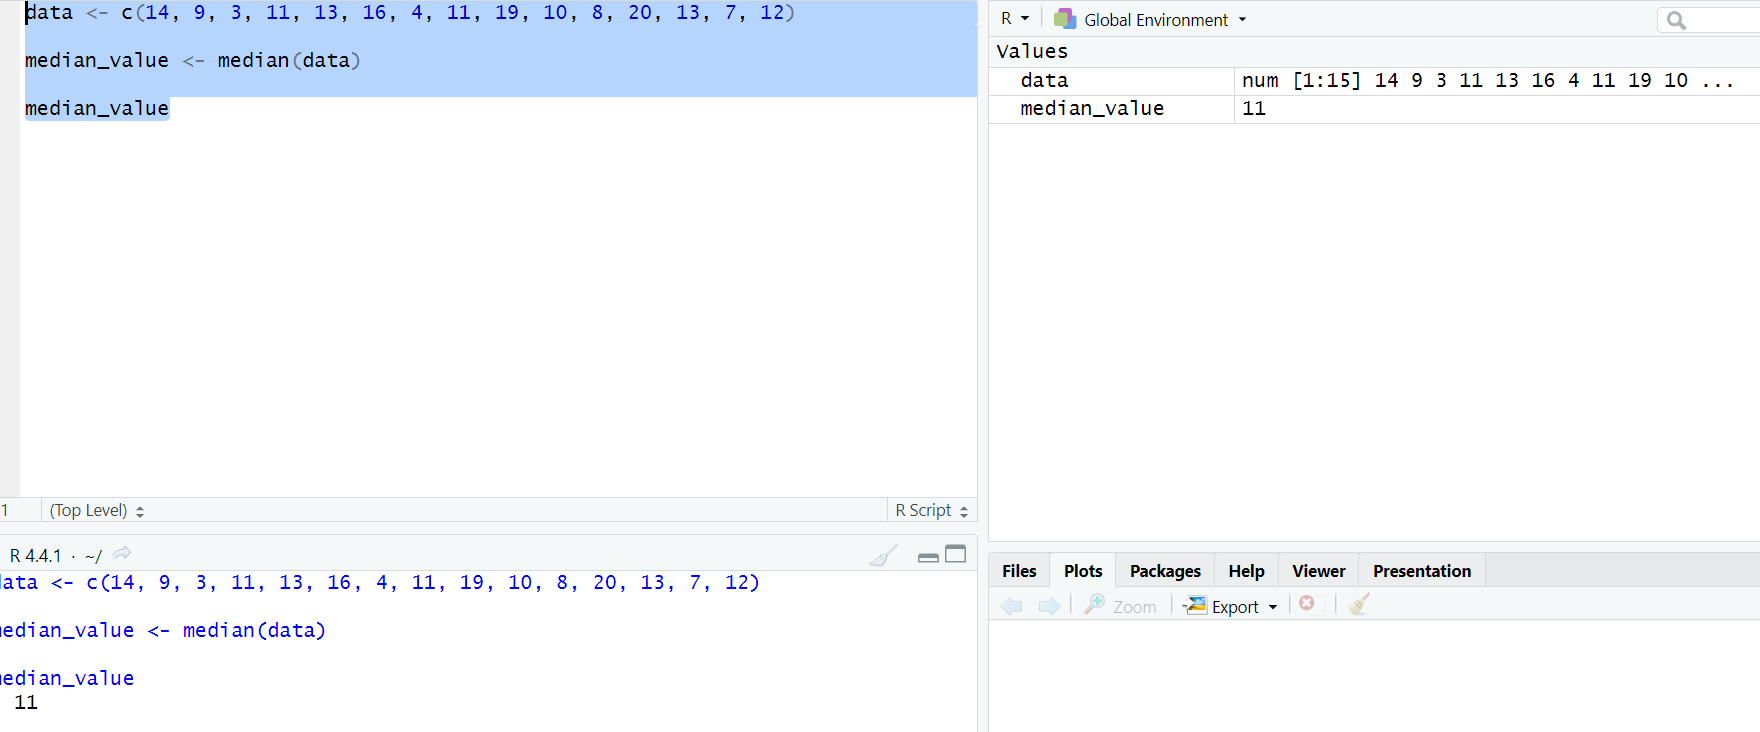 data <- c(14, 9, 3, 11, 13, 16, 4, 11, 19, 10, 8, 20, 13, 7, 12)
median_value <- median(data)
median_value
1 (Top Level) R Script
R 4.4.1 · ~/
data <- c(14, 9, 3, 11, 13, 16, 4, 11, 19, 10, 8, 20, 13, 7, 12)
median_value <- median(data)
median_value
11
R Global Environment
Values
data num [1:15] 14 9 3 11 13 16 4 11 19 10 ...
median_value 11
Files Plots Packages Help Viewer Presentation
Zoom Export